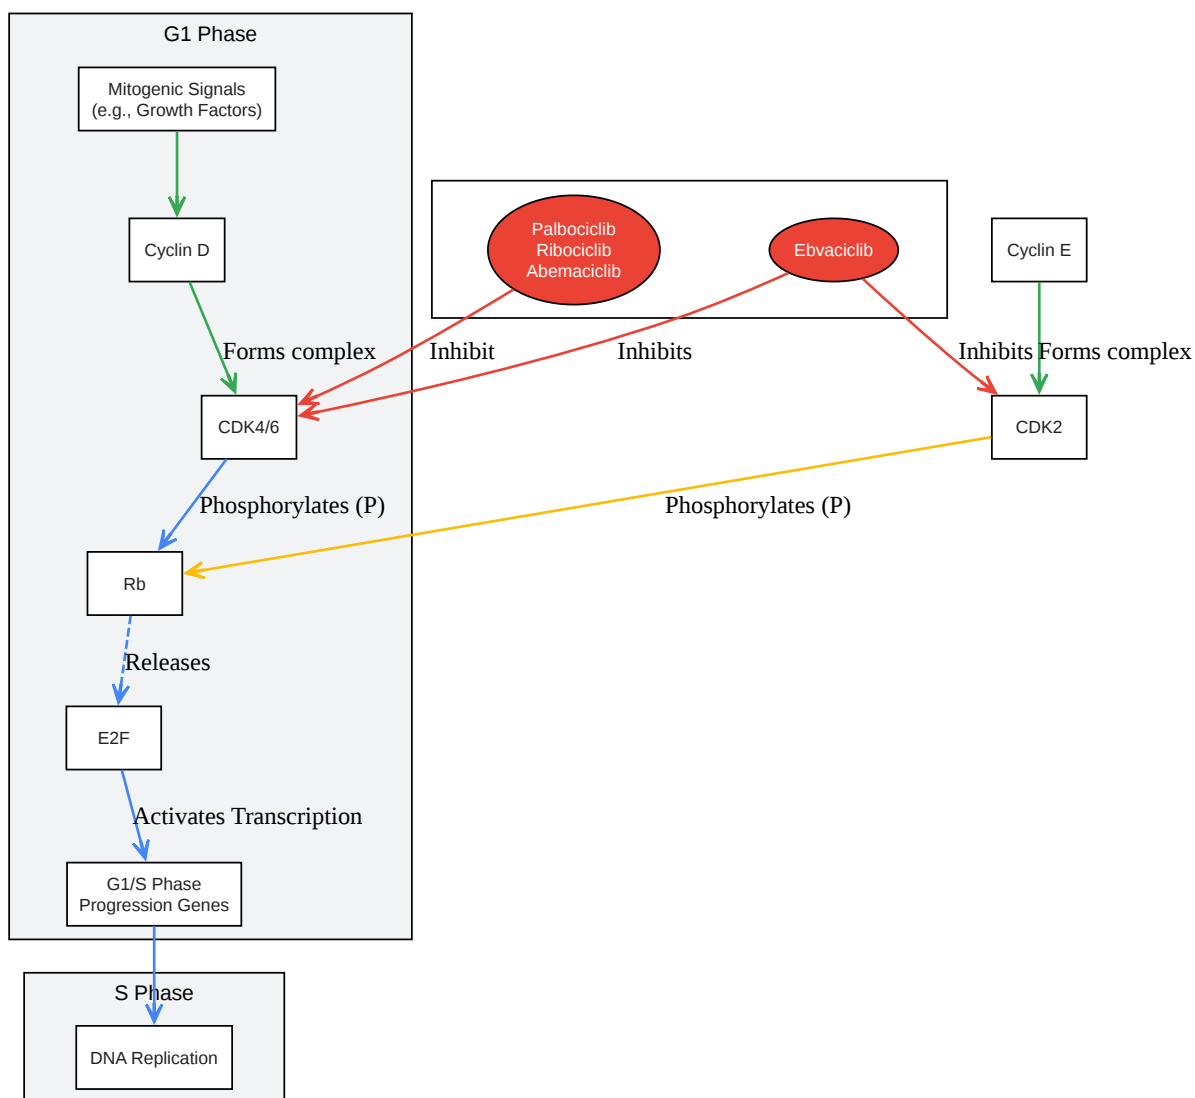 G1 Phase
Mitogenic Signals
(e.g., Growth Factors)
Cyclin D
Palbociclib
Ribociclib
Abemaciclib
Ebvaciclib
Cyclin E
Forms complex
Inhibit
Inhibits
Inhibits
Forms complex
CDK4/6
CDK2
Phosphorylates (P)
Phosphorylates (P)
Rb
Releases
E2F
Activates Transcription
G1/S Phase
Progression Genes
S Phase
DNA Replication